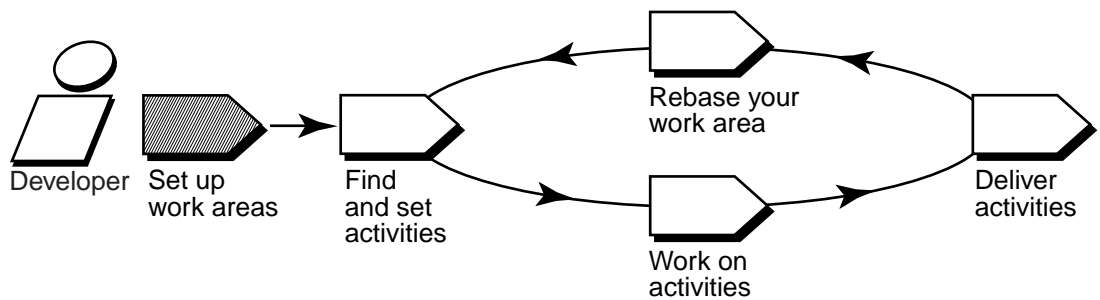 Developer
Set up
work areas
Find
and set
activities
Rebase your
work area
Work on
activities
Deliver
activities